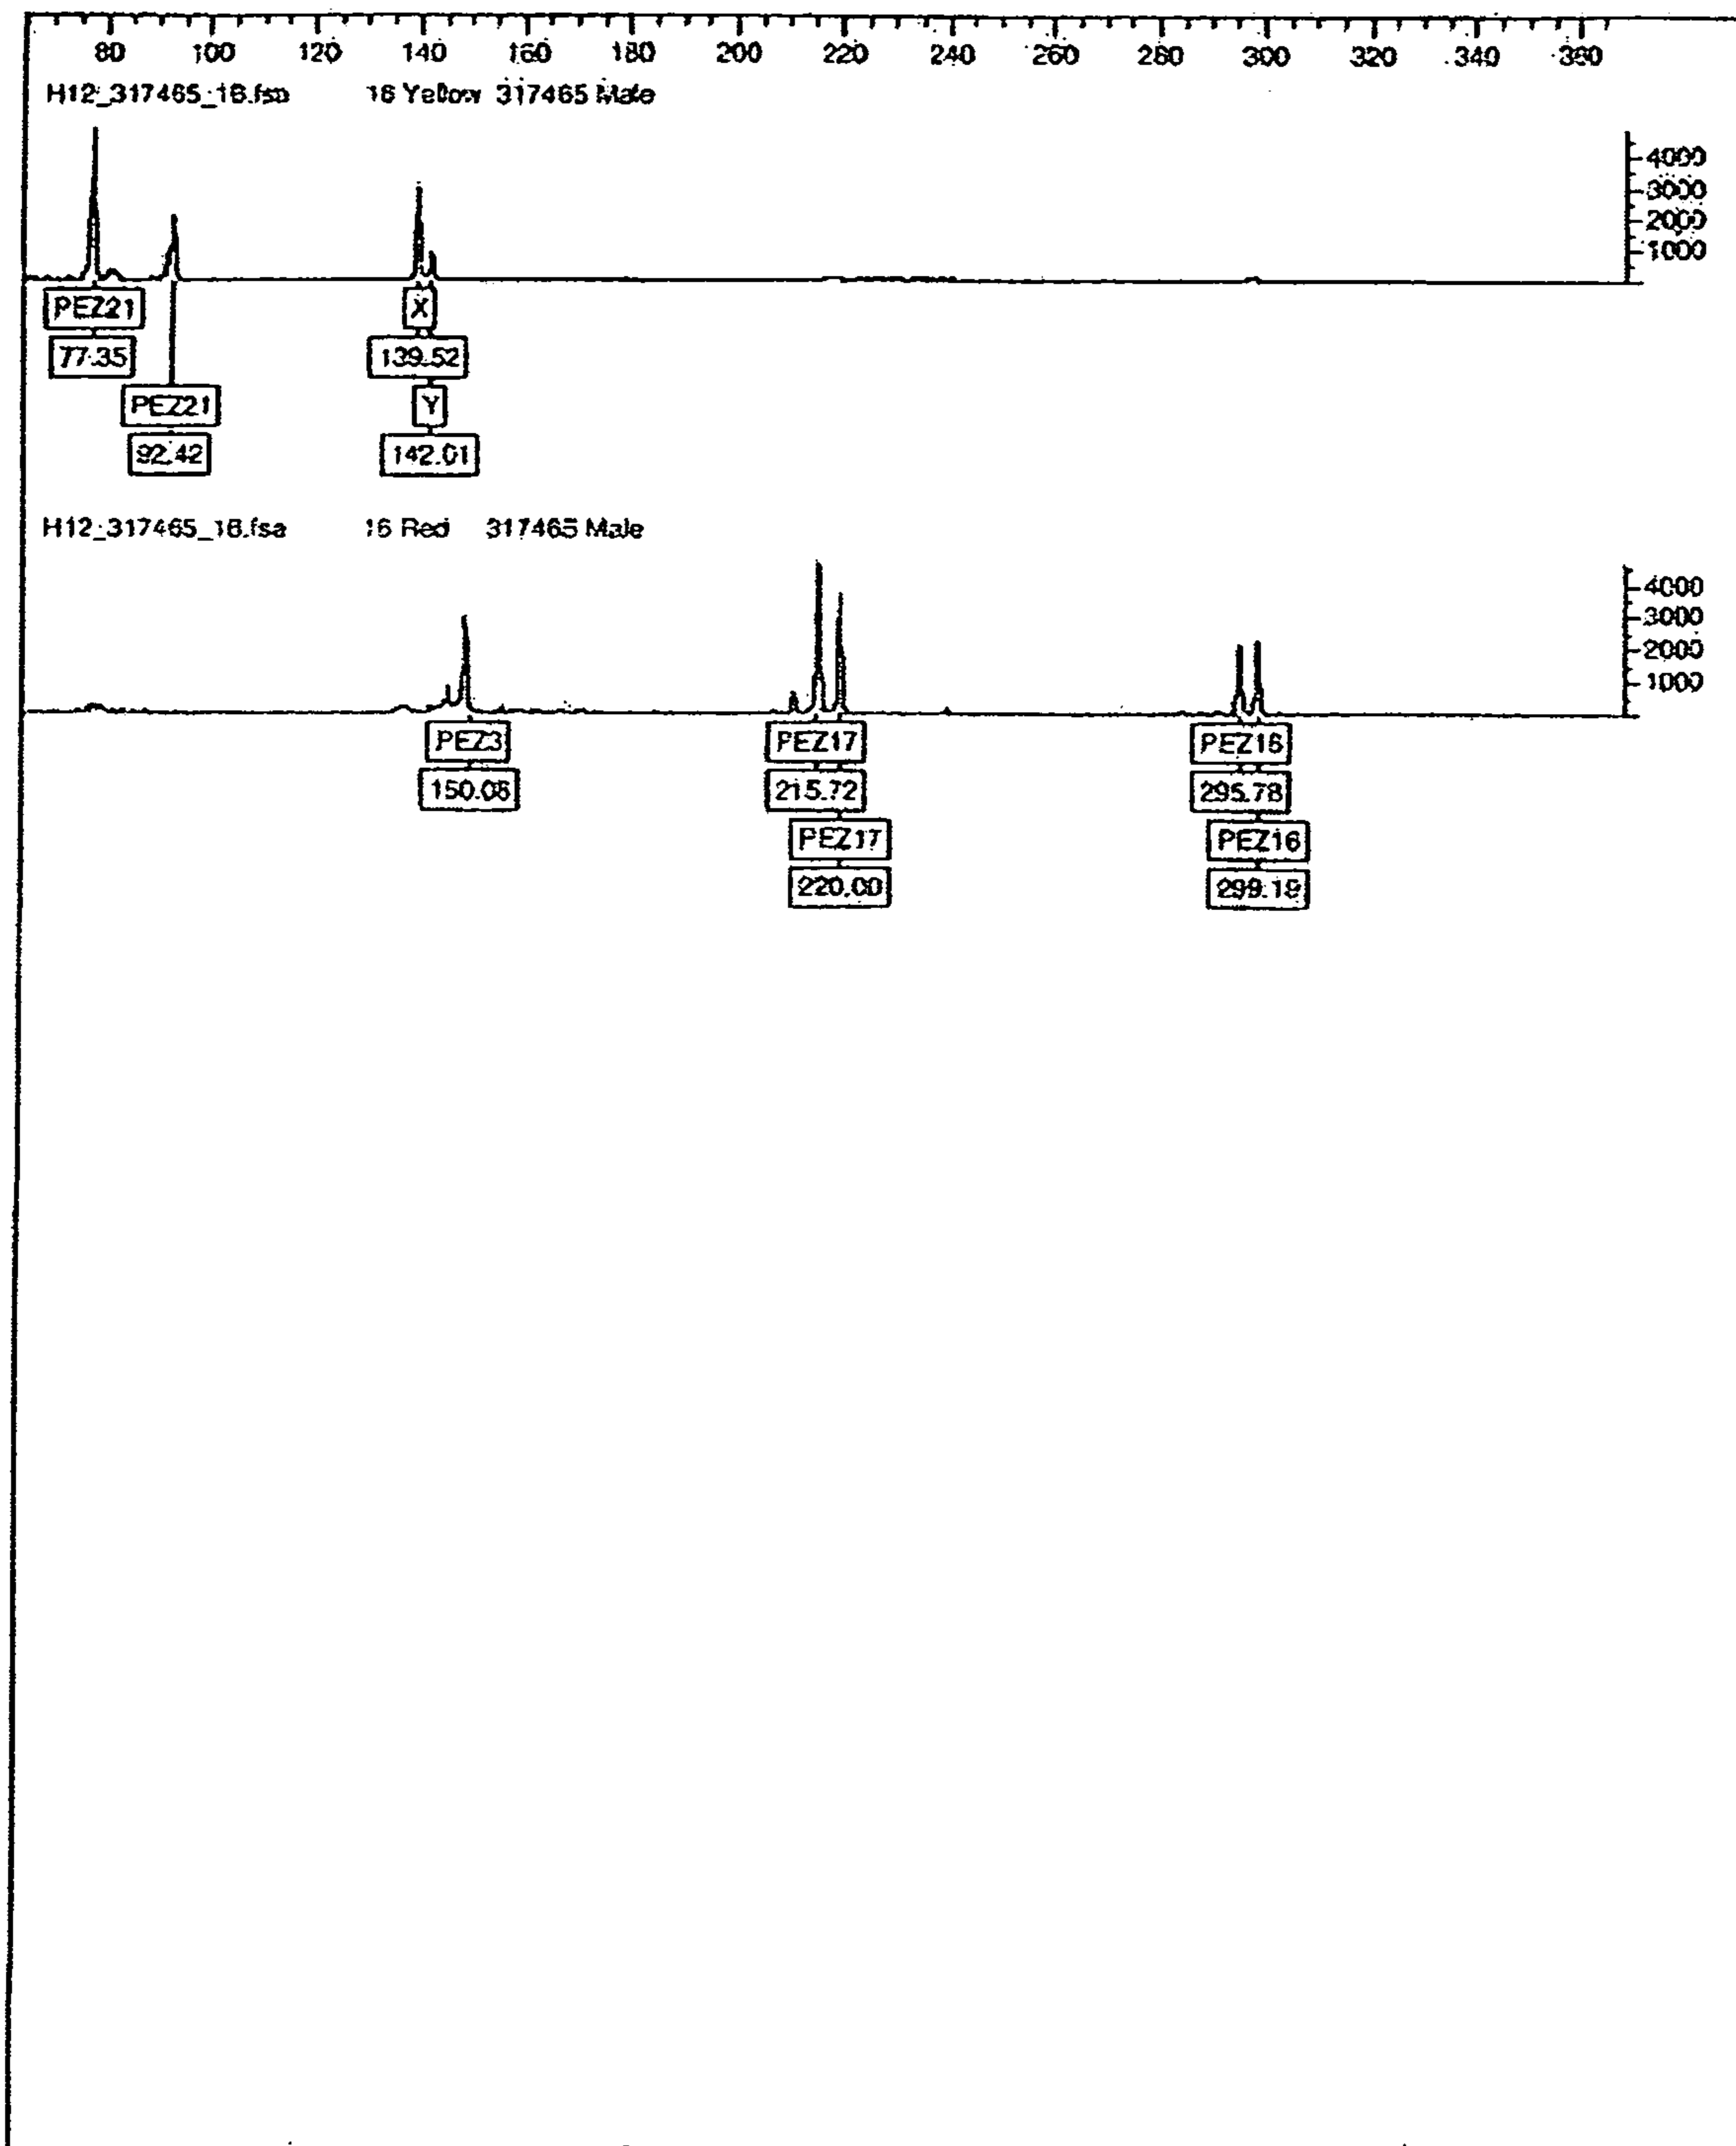 80 100 120 140 160 180 200 220 240 260 280 300 320 340 360
H12_317465_16.fsa 16 Yellow 317465 Male
4000
3000
2000
1000
PEZ21 X
77.35 139.52
PEZ21 Y
92.42 142.01
H12_317465_16.fsa 16 Red 317465 Male
4000
3000
2000
1000
PEZ3 PEZ17 PEZ16
150.06 215.72 295.78
PEZ17 PEZ16
220.00 299.19